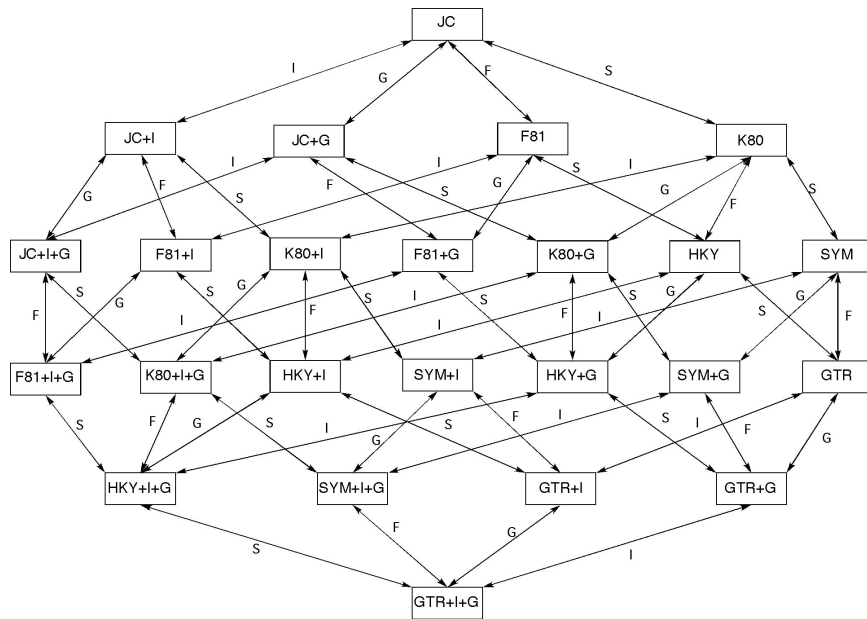 JC
I
G
F
S
JC+I
JC+G
F81
K80
G
F
S
I
F
S
I
G
S
I
G
F
S
JC+I+G
F81+I
K80+I
F81+G
K80+G
HKY
SYM
F
S
G
S
G
F
S
I
S
I
F
S
I
G
S
I
G
F
F81+I+G
K80+I+G
HKY+I
SYM+I
HKY+G
SYM+G
GTR
S
F
S
G
S
G
F
I
S
I
F
I
G
HKY+I+G
SYM+I+G
GTR+I
GTR+G
S
F
G
I
GTR+I+G